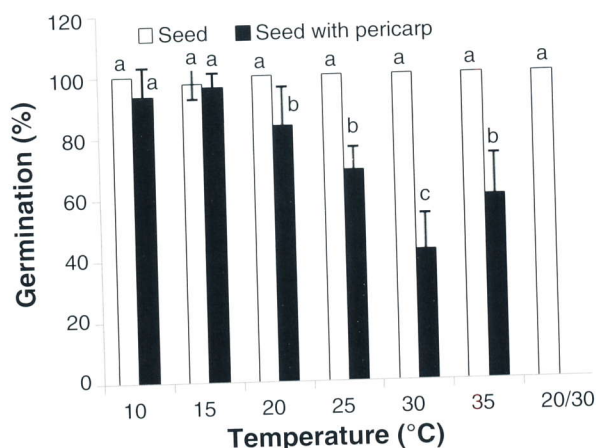 120
Seed Seed with pericarp
a a a a a a a a a
100
b
80
b b
60
c
40
20
0
10 15 20 25 30 35 20/30
Germination (%)
Temperature (°C)